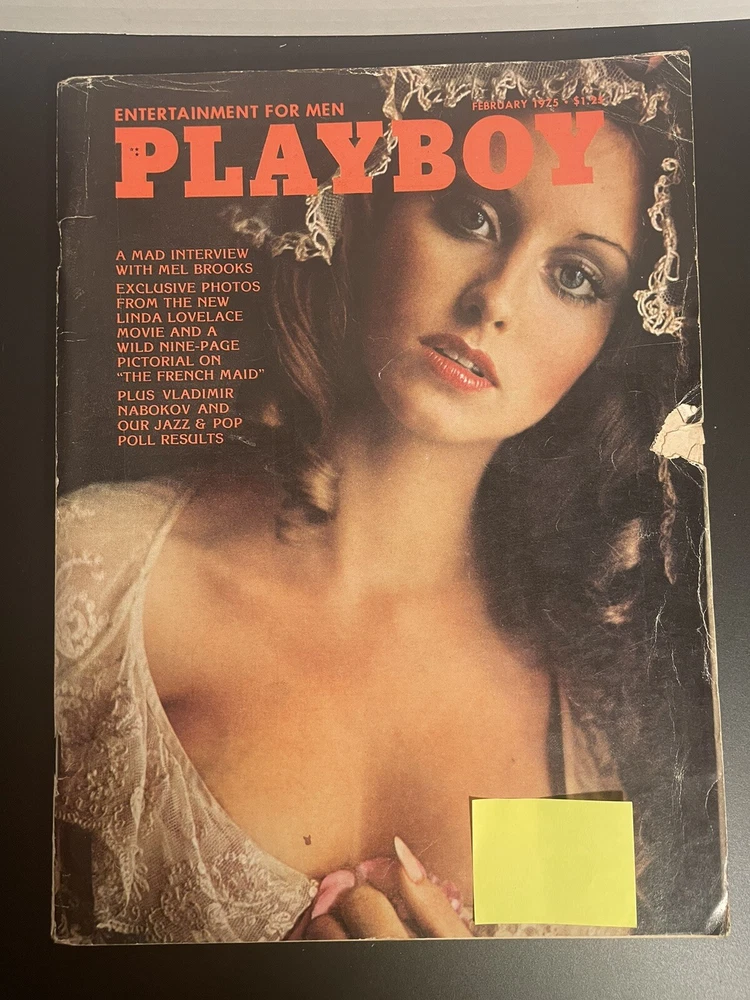 ENTERTAINMENT FOR MEN
FEBRUARY 1975 • $1.25
PLAYBOY
A MAD INTERVIEW
WITH MEL BROOKS
EXCLUSIVE PHOTOS
FROM THE NEW
LINDA LOVELACE
MOVIE AND A
WILD NINE-PAGE
PICTORIAL ON
"THE FRENCH MAID"
PLUS VLADIMIR
NABOKOV AND
OUR JAZZ & POP
POLL RESULTS